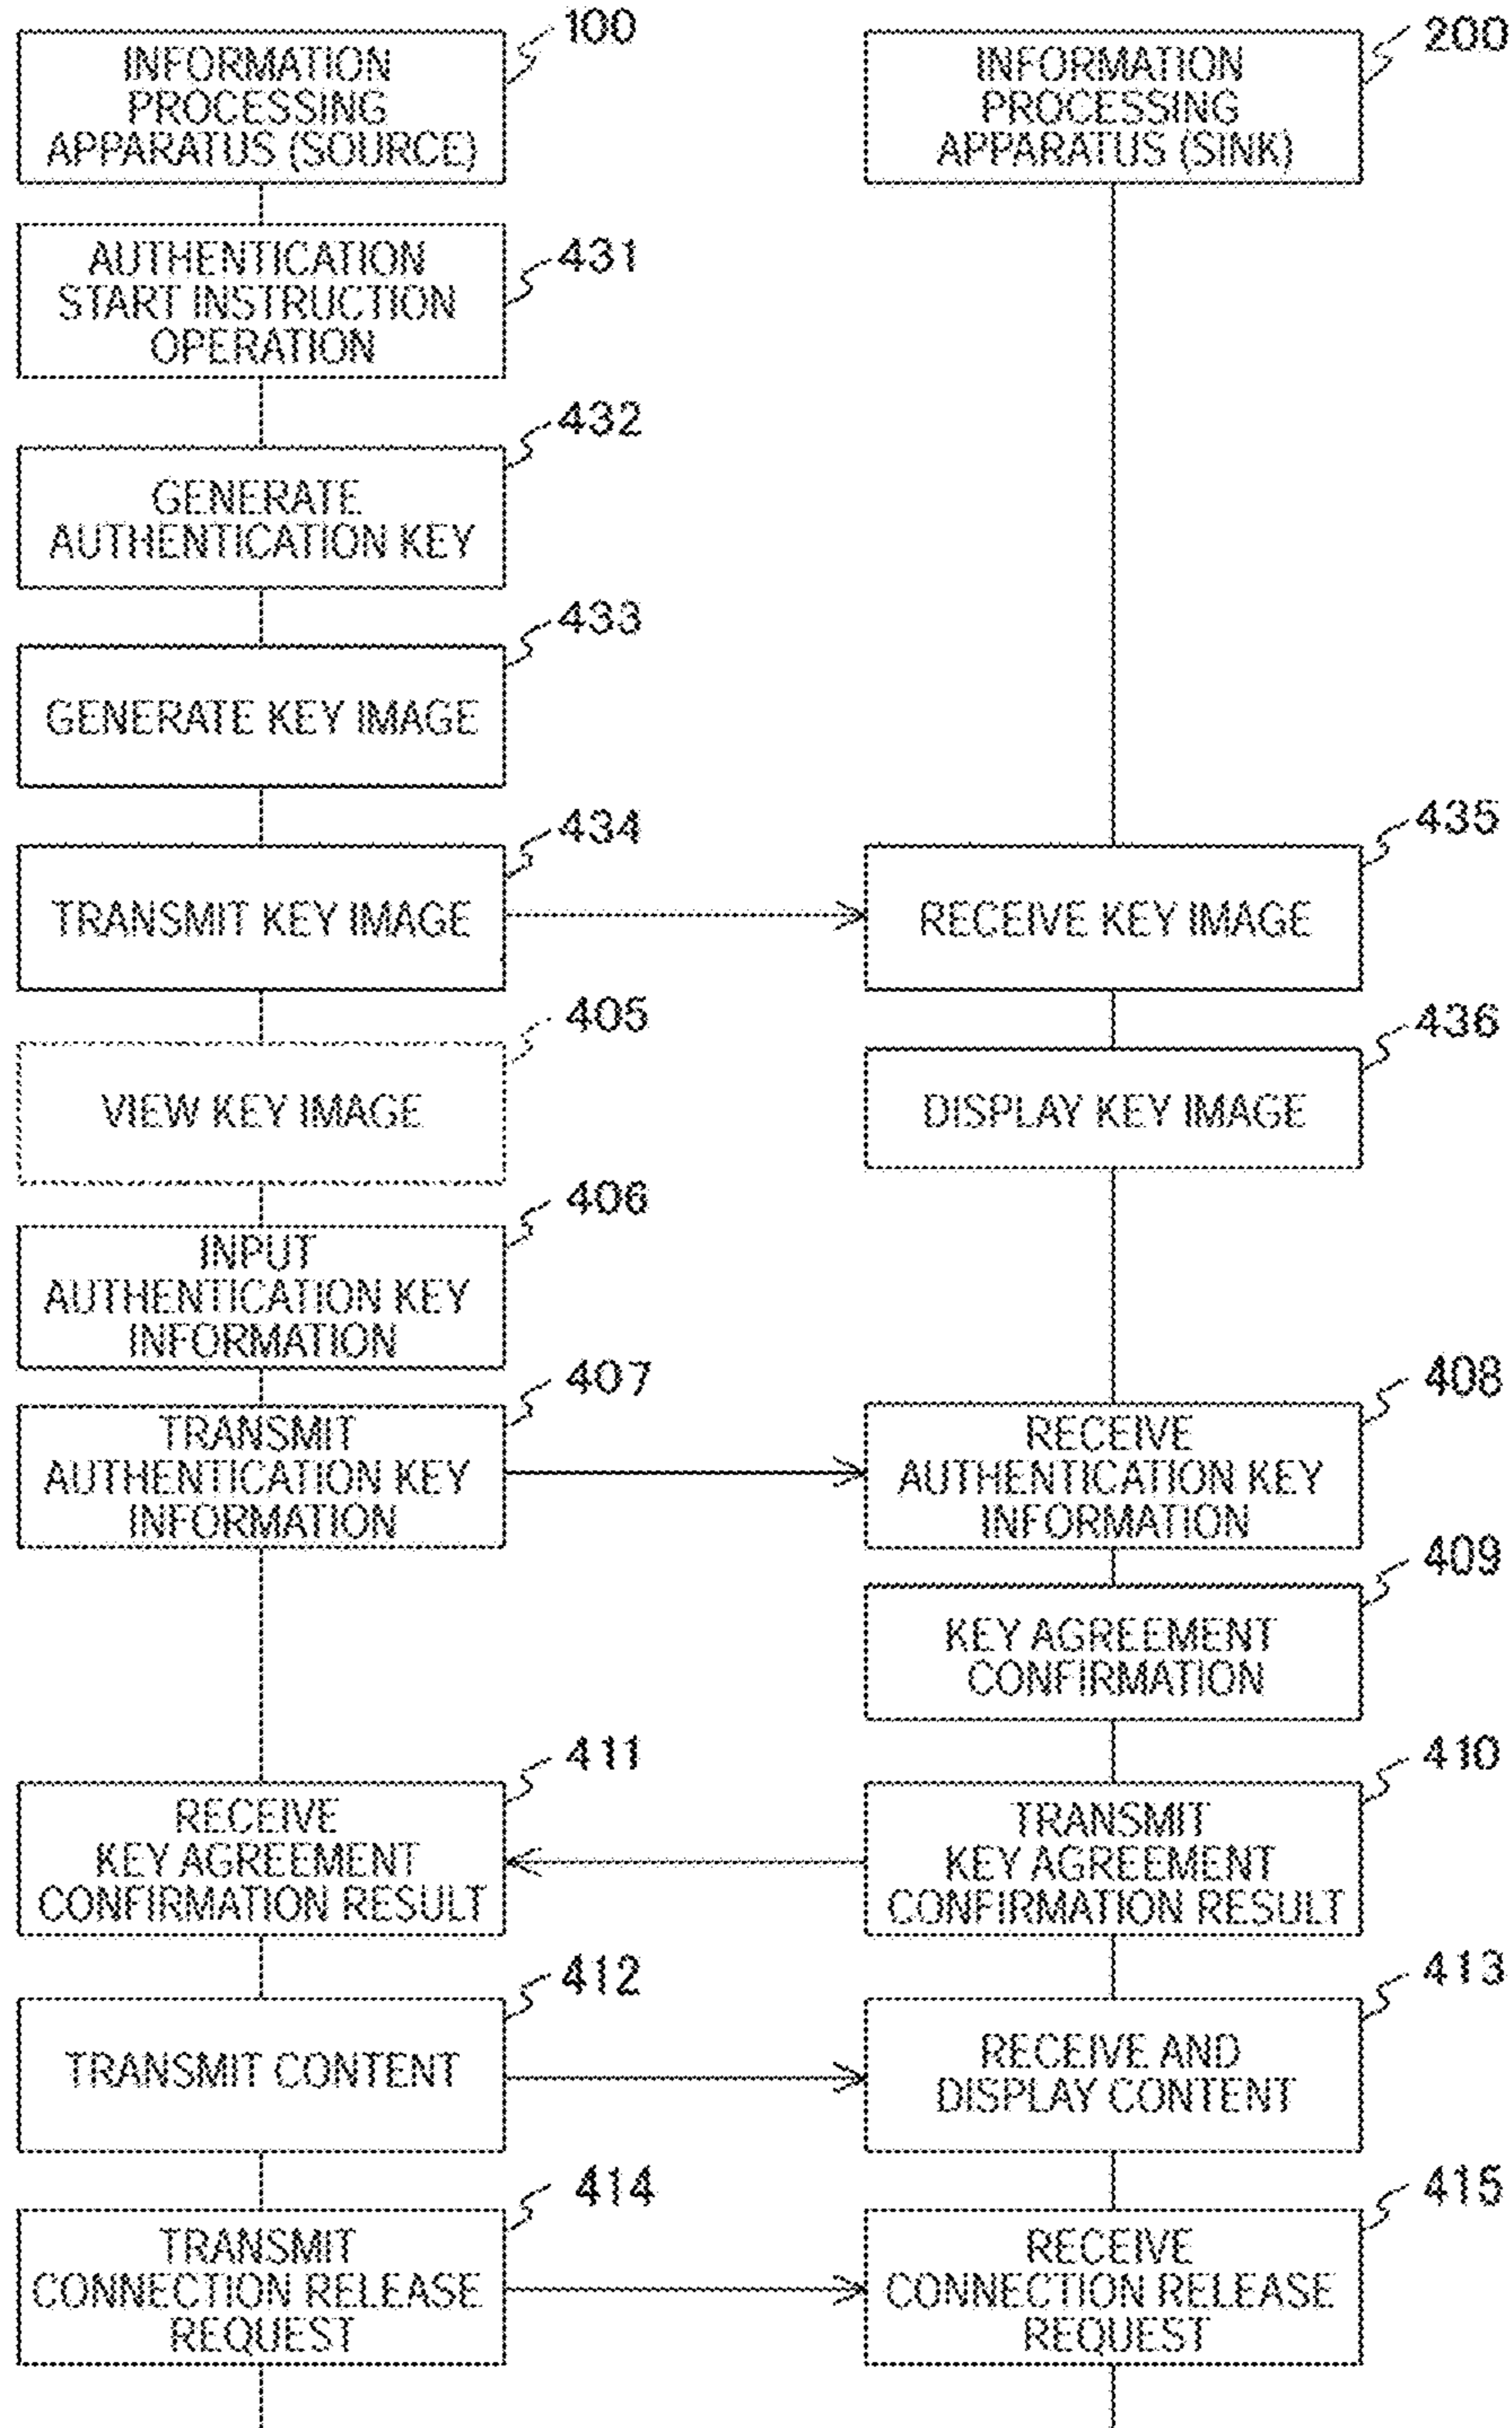 100
INFORMATION
PROCESSING
APPARATUS (SOURCE)
200
INFORMATION
PROCESSING
APPARATUS (SINK)
431
AUTHENTICATION
START INSTRUCTION
OPERATION
432
GENERATE
AUTHENTICATION KEY
433
GENERATE KEY IMAGE
434
TRANSMIT KEY IMAGE
435
RECEIVE KEY IMAGE
405
VIEW KEY IMAGE
436
DISPLAY KEY IMAGE
406
INPUT
AUTHENTICATION KEY
INFORMATION
407
TRANSMIT
AUTHENTICATION KEY
INFORMATION
408
RECEIVE
AUTHENTICATION KEY
INFORMATION
409
KEY AGREEMENT
CONFIRMATION
411
RECEIVE
KEY AGREEMENT
CONFIRMATION RESULT
410
TRANSMIT
KEY AGREEMENT
CONFIRMATION RESULT
412
TRANSMIT CONTENT
413
RECEIVE AND
DISPLAY CONTENT
414
TRANSMIT
CONNECTION RELEASE
REQUEST
415
RECEIVE
CONNECTION RELEASE
REQUEST